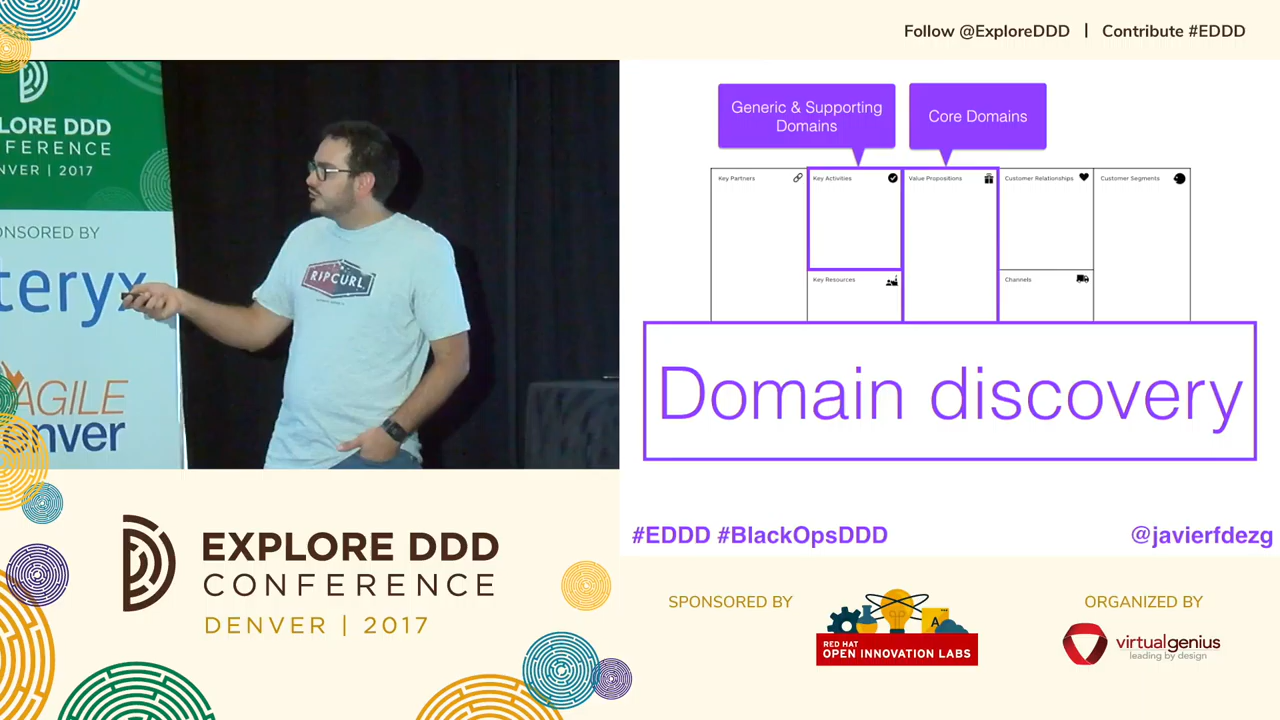 Follow @ExploreDDD | Contribute #EDDD
LORE DDD
NFERENCE
NVER | 2017
ONSORED BY
teryx
AGILE
enver
RIPCURL
Generic & Supporting
Domains
Core Domains
Key Partners
Key Activities
Value Propositions
Customer Relationships
Customer Segments
Key Resources
Channels
Domain discovery
#EDDD #BlackOpsDDD
@javierfdezg
EXPLORE DDD
CONFERENCE
DENVER | 2017
SPONSORED BY
RED HAT
OPEN INNOVATION LABS
ORGANIZED BY
virtualgenius
leading by design